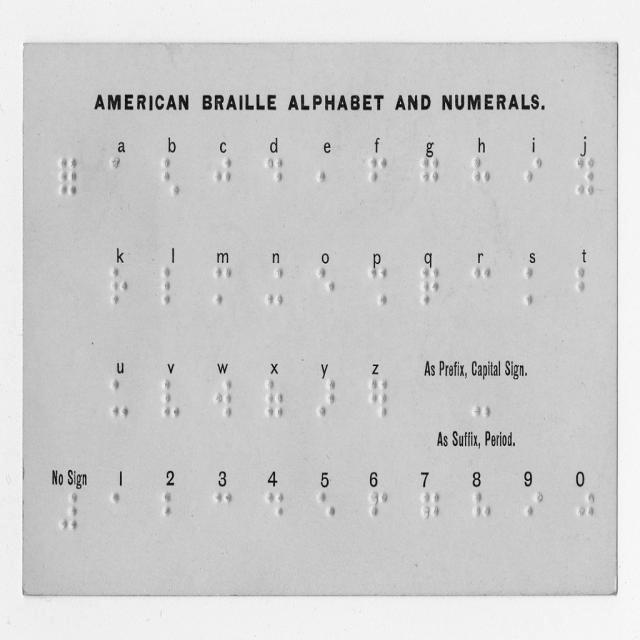 AMERICAN BRAILLE ALPHABET AND NUMERALS.
a b c d e f g h i j
k l m n o p q r s t
u v w x y z As Prefix, Capital Sign.
As Suffix, Period.
No Sign 1 2 3 4 5 6 7 8 9 0